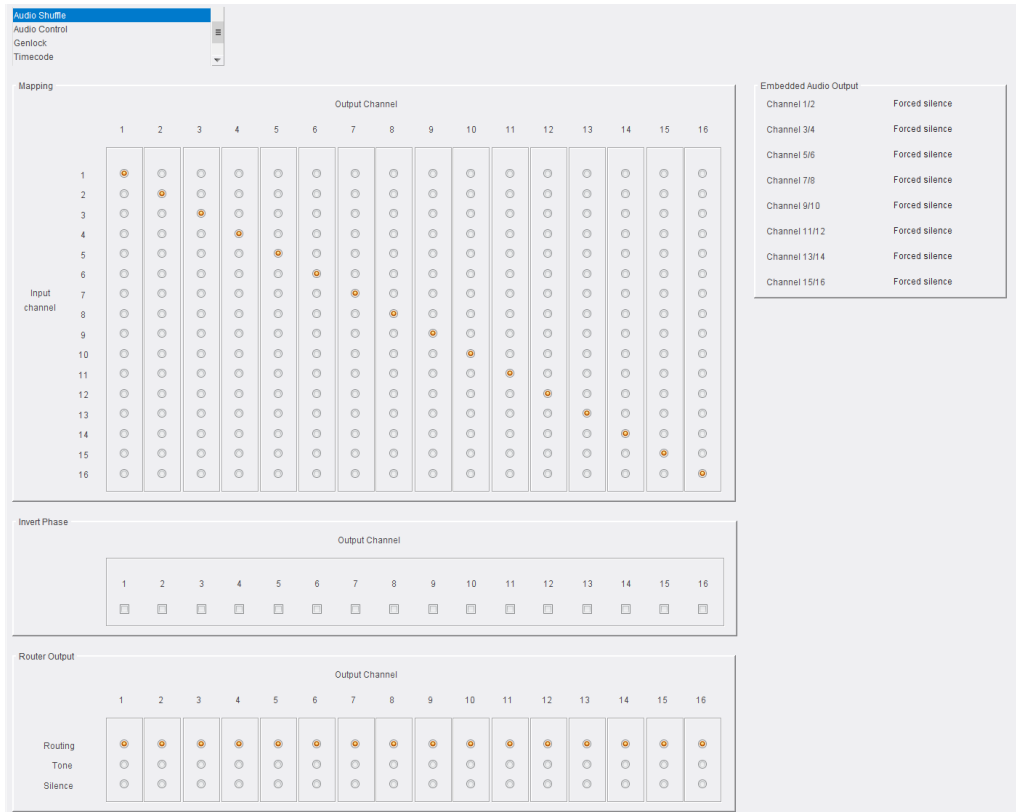 Audio Shuffle
Audio Control
Genlock
Timecode
Mapping
Output Channel
1 2 3 4 5 6 7 8 9 10 11 12 13 14 15 16
1
2
3
4
5
6
Input
channel
7
8
9
10
11
12
13
14
15
16
Embedded Audio Output
Channel 1/2 Forced silence
Channel 3/4 Forced silence
Channel 5/6 Forced silence
Channel 7/8 Forced silence
Channel 9/10 Forced silence
Channel 11/12 Forced silence
Channel 13/14 Forced silence
Channel 15/16 Forced silence
Invert Phase
Output Channel
1 2 3 4 5 6 7 8 9 10 11 12 13 14 15 16
Router Output
Output Channel
1 2 3 4 5 6 7 8 9 10 11 12 13 14 15 16
Routing
Tone
Silence